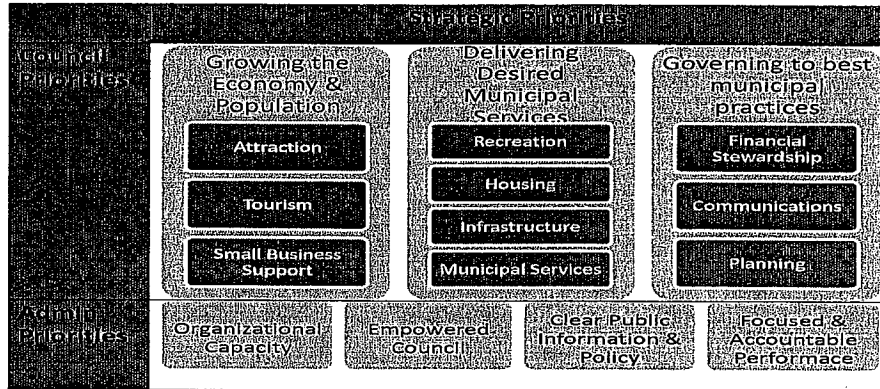 Strategic Priorities
Council
Priorities
Growing the
Economy &
Population
Attraction
Tourism
Small Business
Support
Delivering
Desired
Municipal
Services
Recreation
Housing
Infrastructure
Municipal Services
Governing to best
municipal
practices
Financial
Stewardship
Communications
Planning
Admin
Priorities
Organizational
Capacity
Empowered
Council
Clear Public
Information &
Policy
Focused &
Accountable
Performace